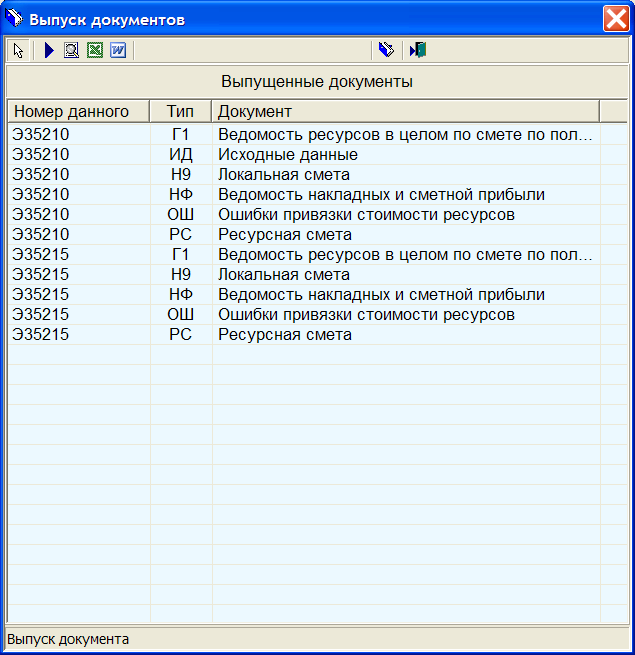 Выпуск документов
Выпущенные документы
Номер данного Тип Документ
Э35210 Г1 Ведомость ресурсов в целом по смете по пол...
Э35210 ИД Исходные данные
Э35210 Н9 Локальная смета
Э35210 НФ Ведомость накладных и сметной прибыли
Э35210 ОШ Ошибки привязки стоимости ресурсов
Э35210 РС Ресурсная смета
Э35215 Г1 Ведомость ресурсов в целом по смете по пол...
Э35215 Н9 Локальная смета
Э35215 НФ Ведомость накладных и сметной прибыли
Э35215 ОШ Ошибки привязки стоимости ресурсов
Э35215 РС Ресурсная смета
Выпуск документа